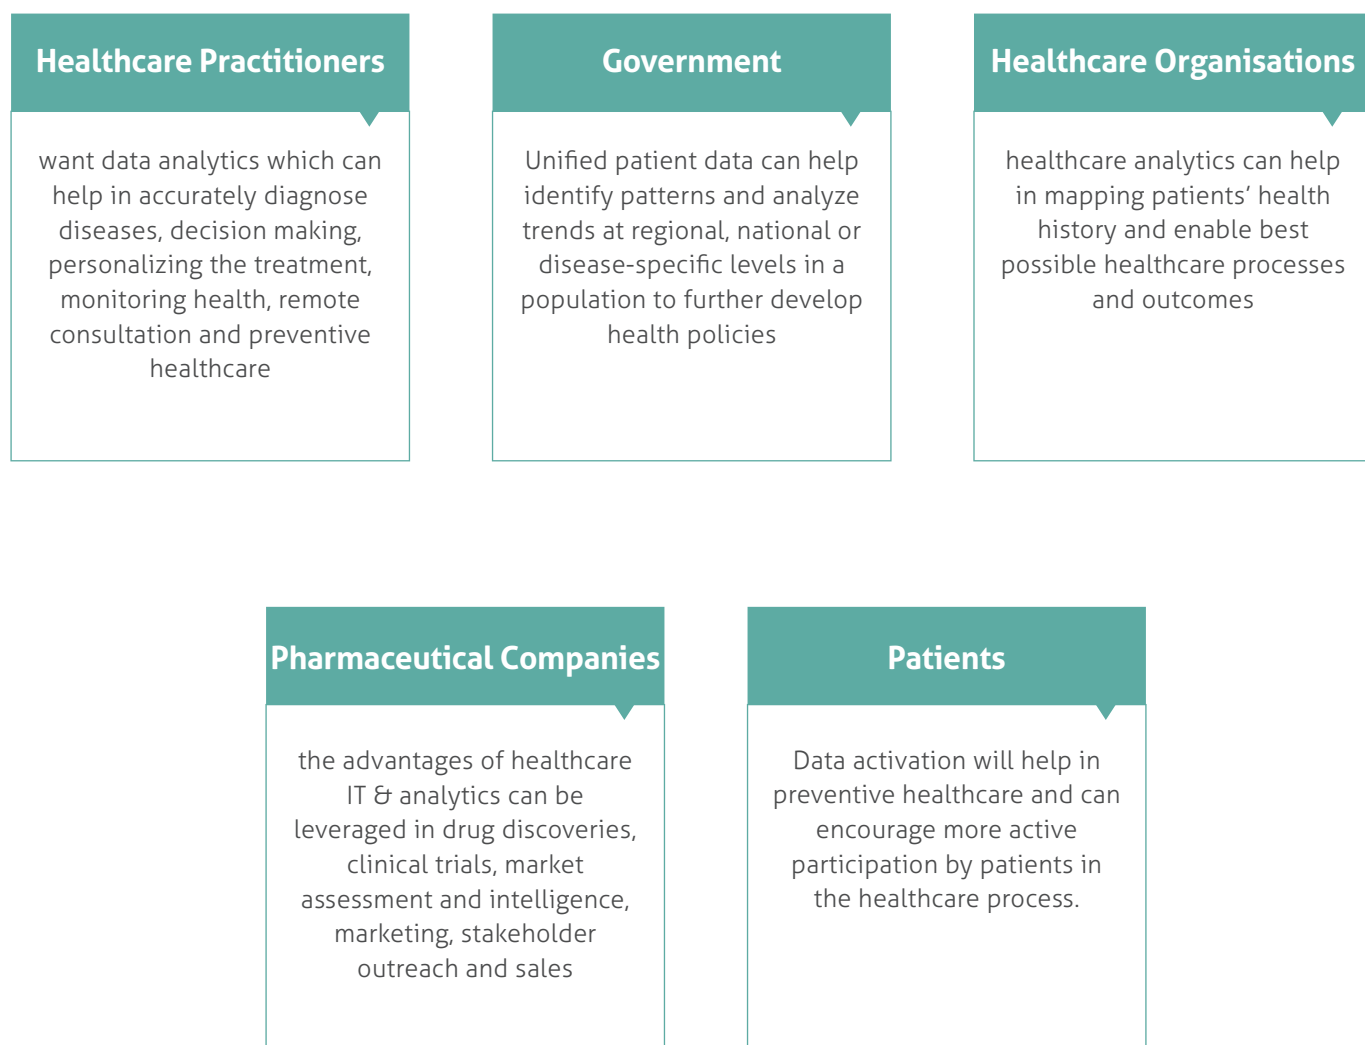 Healthcare Practitioners
want data analytics which can
help in accurately diagnose
diseases, decision making,
personalizing the treatment,
monitoring health, remote
consultation and preventive
healthcare
Government
Unified patient data can help
identify patterns and analyze
trends at regional, national or
disease-specific levels in a
population to further develop
health policies
Healthcare Organisations
healthcare analytics can help
in mapping patients’ health
history and enable best
possible healthcare processes
and outcomes
Pharmaceutical Companies
the advantages of healthcare
IT & analytics can be
leveraged in drug discoveries,
clinical trials, market
assessment and intelligence,
marketing, stakeholder
outreach and sales
Patients
Data activation will help in
preventive healthcare and can
encourage more active
participation by patients in
the healthcare process.